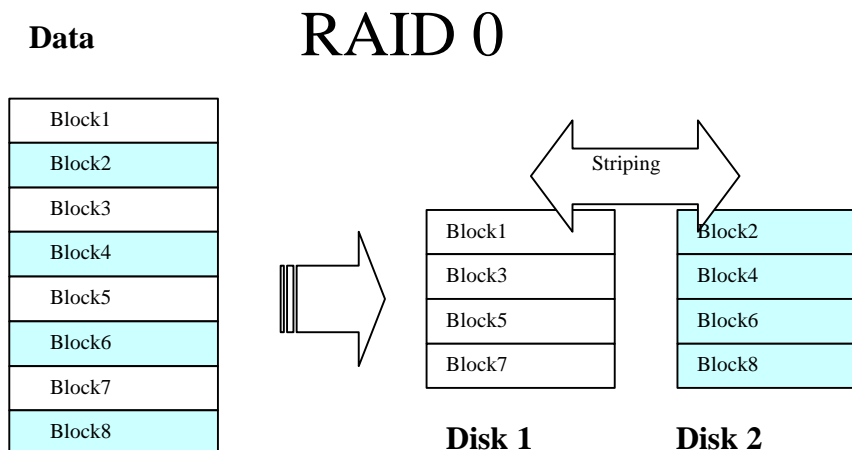 Data
RAID 0
Block1
Block2
Block3
Block4
Block5
Block6
Block7
Block8
Striping
Block1
Block3
Block5
Block7
Disk 1
Block2
Block4
Block6
Block8
Disk 2